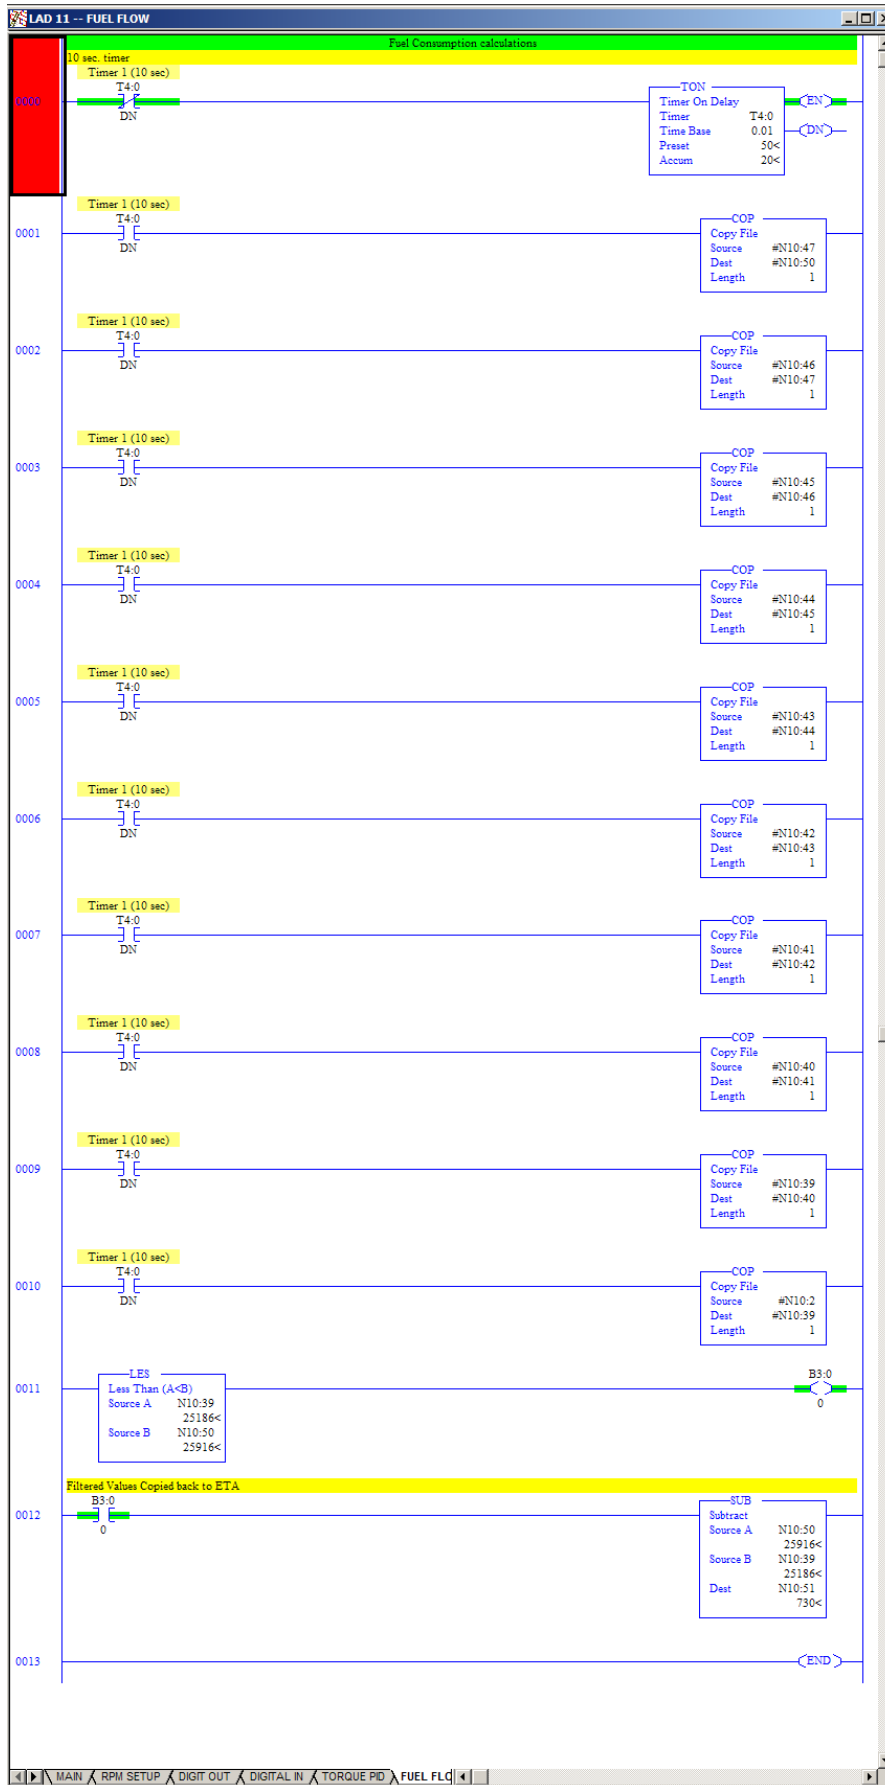 LAD 11 -- FUEL FLOW
Fuel Consumption calculations
10 sec. timer
Timer 1 (10 sec)
T4:0
0000
DN
TON
Timer On Delay
Timer T4:0
Time Base 0.01
Preset 50<
Accum 20<
EN
DN
Timer 1 (10 sec)
T4:0
0001
DN
COP
Copy File
Source #N10:47
Dest #N10:50
Length 1
Timer 1 (10 sec)
T4:0
0002
DN
COP
Copy File
Source #N10:46
Dest #N10:47
Length 1
Timer 1 (10 sec)
T4:0
0003
DN
COP
Copy File
Source #N10:45
Dest #N10:46
Length 1
Timer 1 (10 sec)
T4:0
0004
DN
COP
Copy File
Source #N10:44
Dest #N10:45
Length 1
Timer 1 (10 sec)
T4:0
0005
DN
COP
Copy File
Source #N10:43
Dest #N10:44
Length 1
Timer 1 (10 sec)
T4:0
0006
DN
COP
Copy File
Source #N10:42
Dest #N10:43
Length 1
Timer 1 (10 sec)
T4:0
0007
DN
COP
Copy File
Source #N10:41
Dest #N10:42
Length 1
Timer 1 (10 sec)
T4:0
0008
DN
COP
Copy File
Source #N10:40
Dest #N10:41
Length 1
Timer 1 (10 sec)
T4:0
0009
DN
COP
Copy File
Source #N10:39
Dest #N10:40
Length 1
Timer 1 (10 sec)
T4:0
0010
DN
COP
Copy File
Source #N10:2
Dest #N10:39
Length 1
0011
LES
Less Than (A<B)
Source A N10:39
25186<
Source B N10:50
25916<
B3:0
0
Filtered Values Copied back to ETA
B3:0
0012
0
SUB
Subtract
Source A N10:50
25916<
Source B N10:39
25186<
Dest N10:51
730<
0013
END
MAIN RPM SETUP DIGIT OUT DIGITAL IN TORQUE PID FUEL FLO